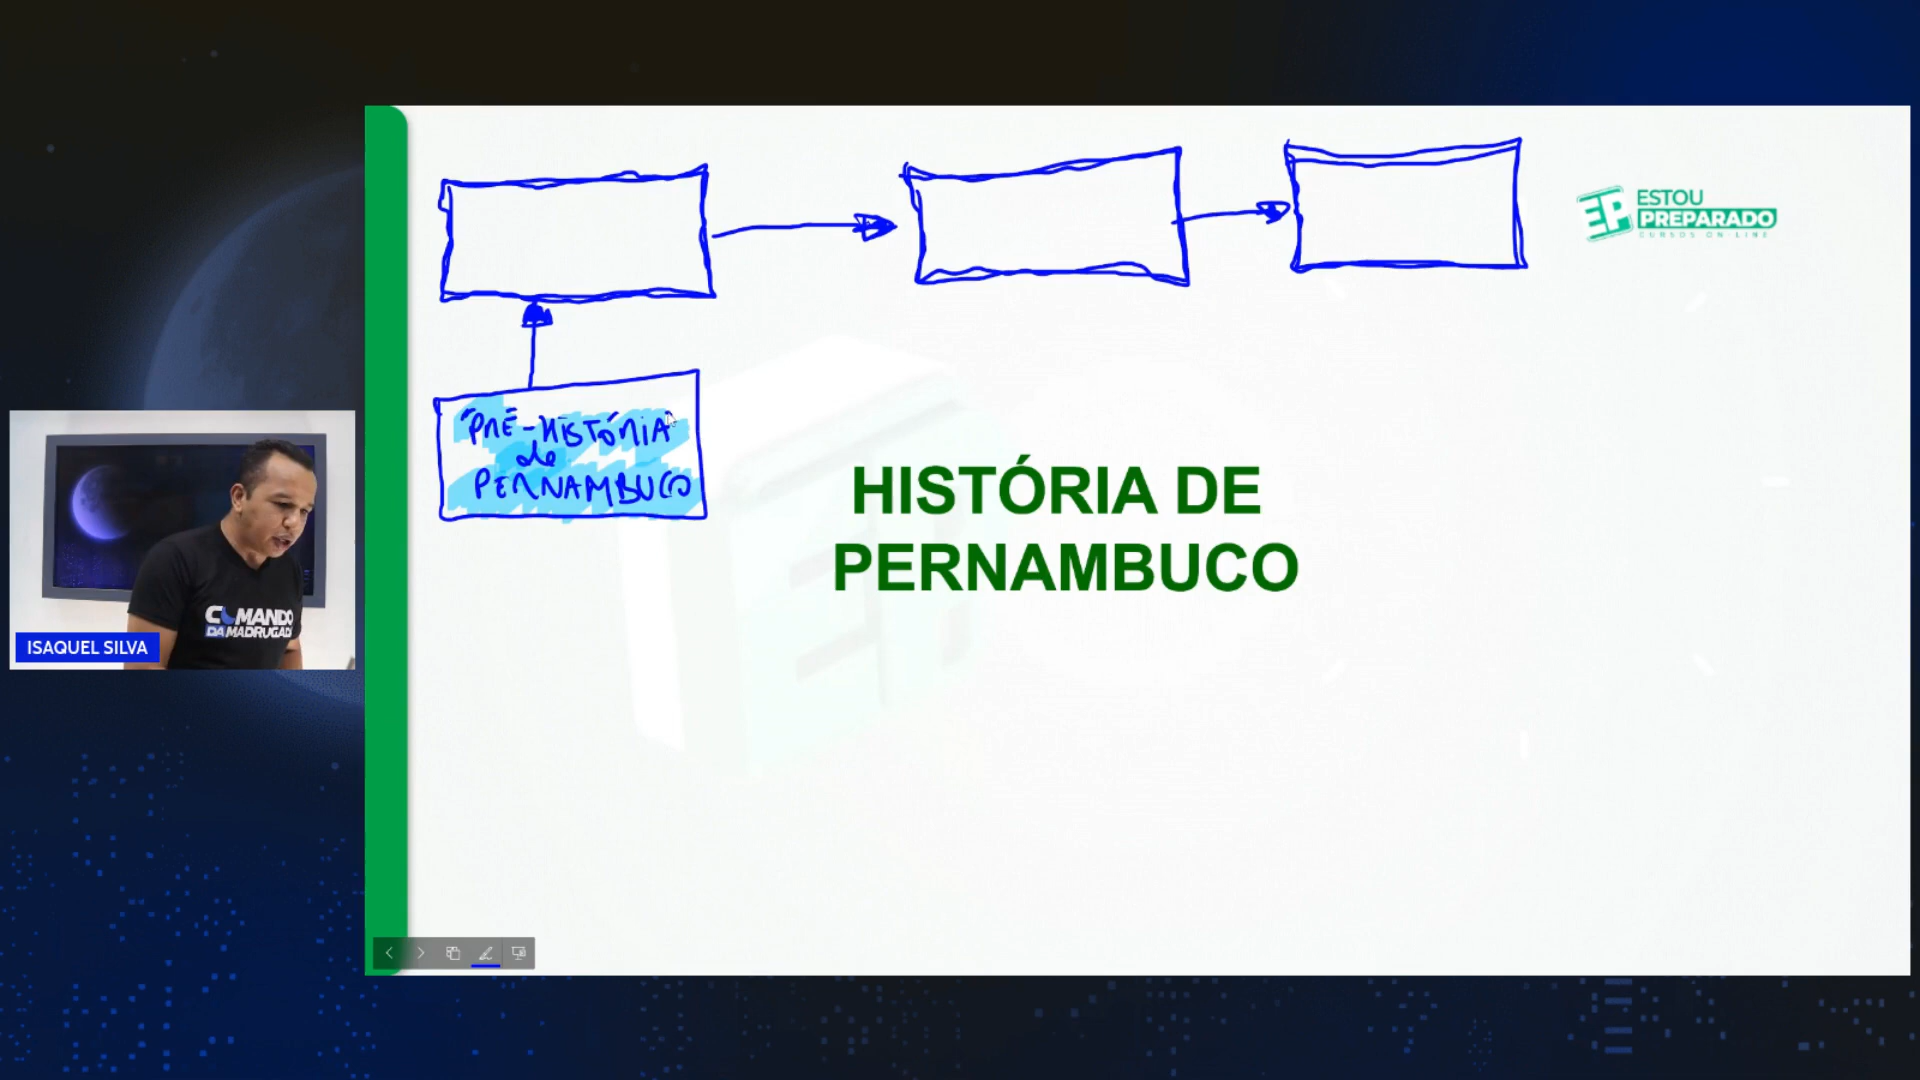 ESTOU
PREPARADO
CURSOS ON-LINE
"PRÉ-HISTÓRIA"
de
PERNAMBUCO
HISTÓRIA DE
PERNAMBUCO
COMANDO
DA MADRUGADA
ISAQUEL SILVA